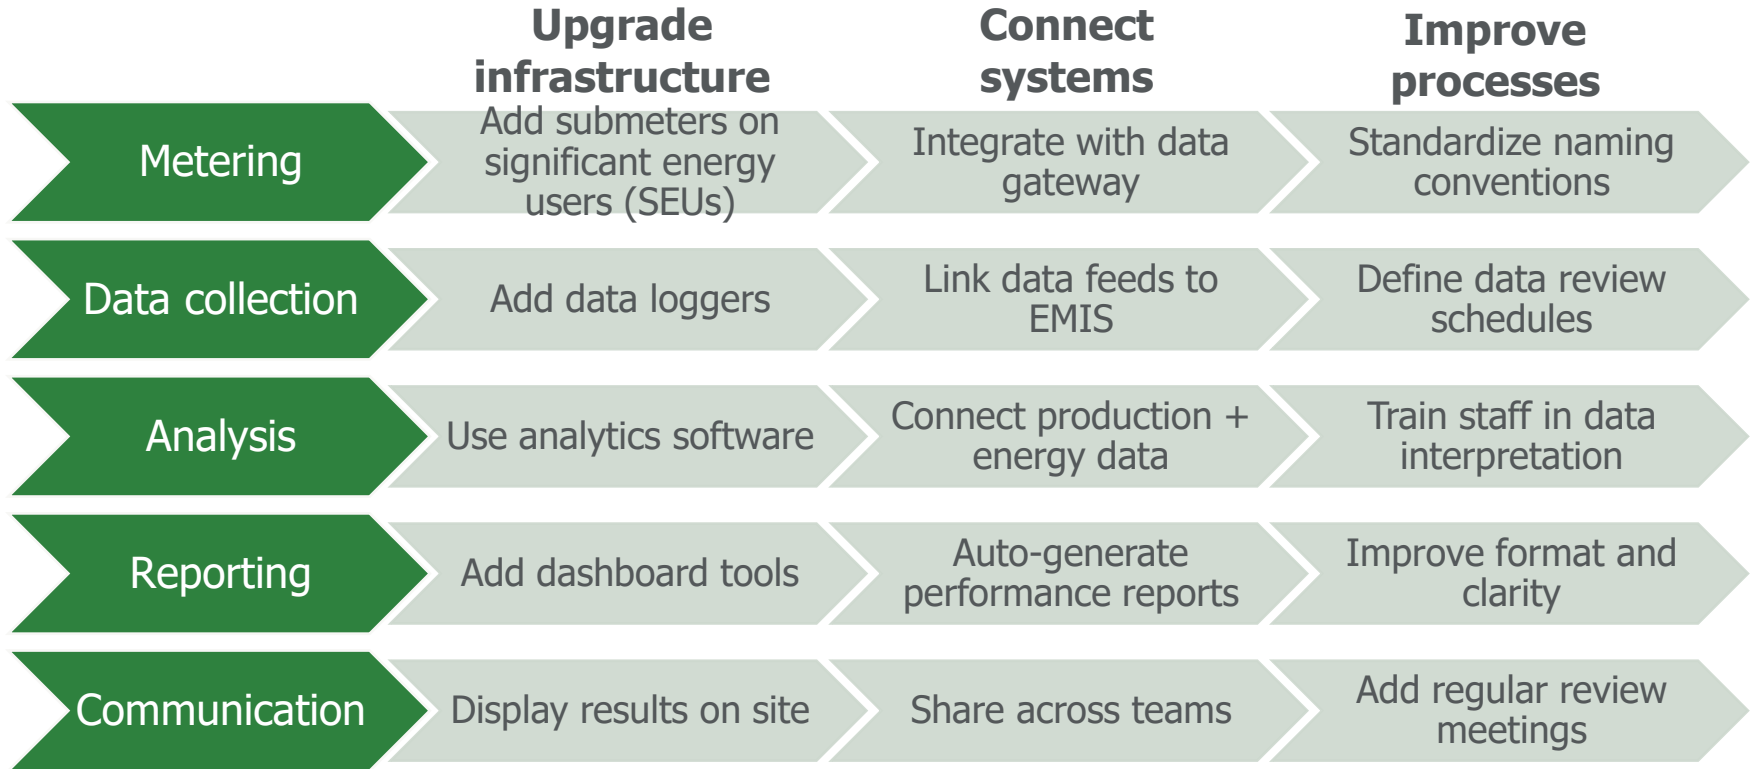 Upgrade
infrastructure
Connect
systems
Improve
processes
Metering
Add submeters on
significant energy
users (SEUs)
Integrate with data
gateway
Standardize naming
conventions
Data collection
Add data loggers
Link data feeds to
EMIS
Define data review
schedules
Analysis
Use analytics software
Connect production +
energy data
Train staff in data
interpretation
Reporting
Add dashboard tools
Auto-generate
performance reports
Improve format and
clarity
Communication
Display results on site
Share across teams
Add regular review
meetings